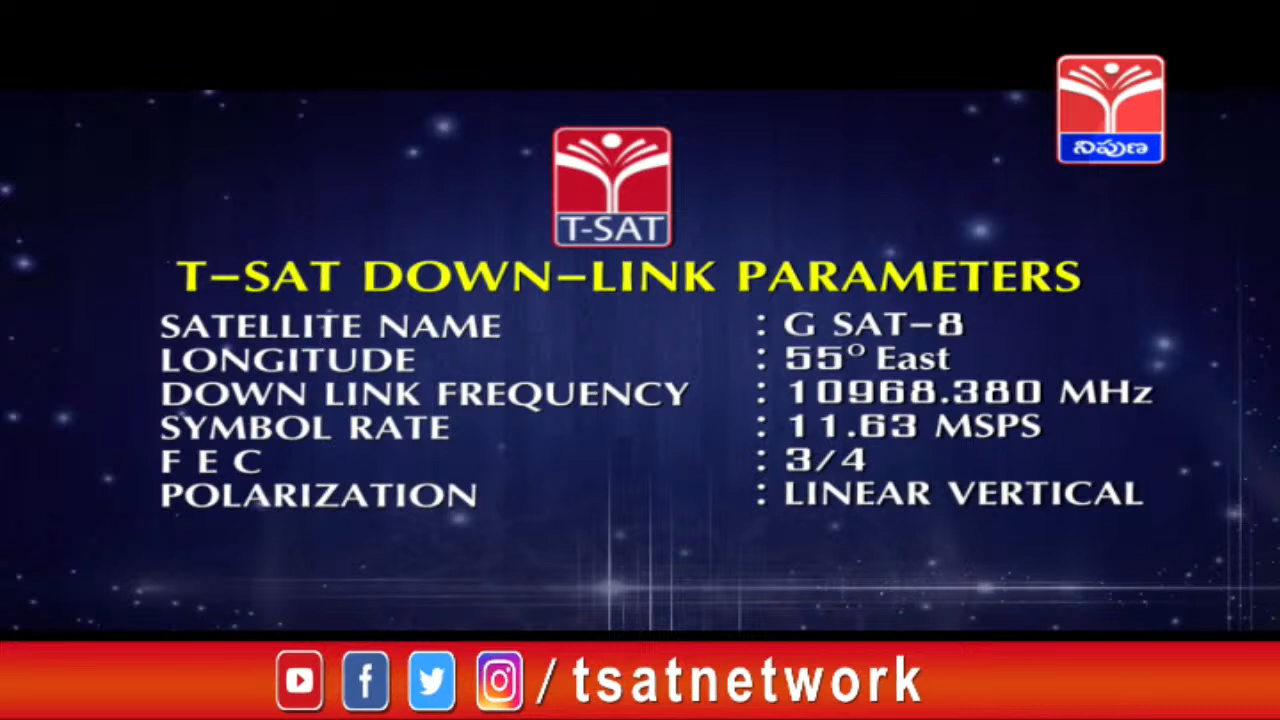 నిపుణ
T-SAT
T-SAT DOWN-LINK PARAMETERS
SATELLITE NAME : G SAT-8
LONGITUDE : 55° East
DOWN LINK FREQUENCY : 10968.380 MHz
SYMBOL RATE : 11.63 MSPS
F E C : 3/4
POLARIZATION : LINEAR VERTICAL
/ tsatnetwork